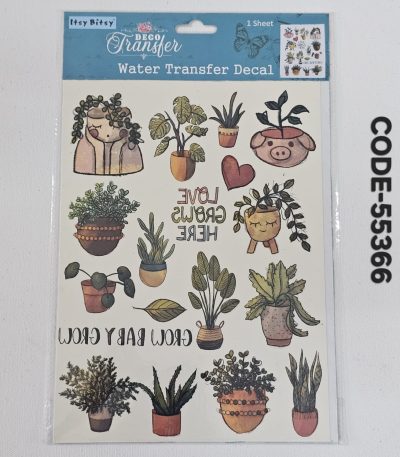 Itsy Bitsy
1 Sheet
DECO
Transfer
Water Transfer Decal
LOVE
GROWS
HERE
GROW BABY GROW
CODE-55366